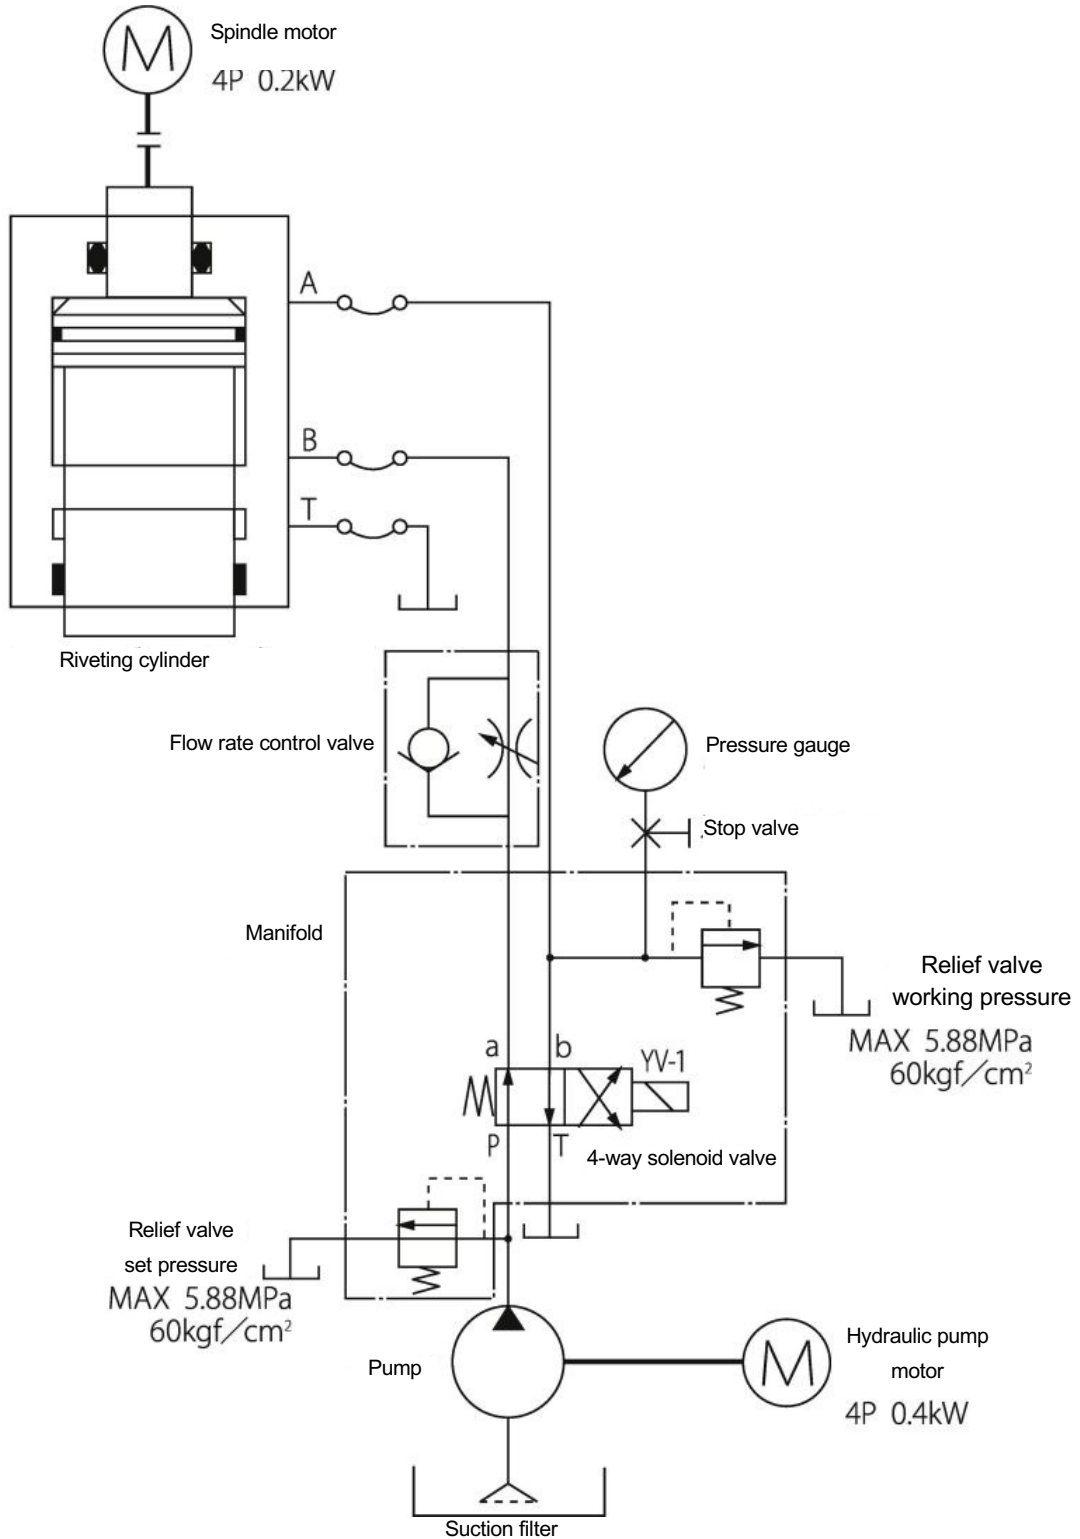 Spindle motor
4P 0.2kW
A
B
T
Riveting cylinder
Flow rate control valve
Pressure gauge
Stop valve
Manifold
Relief valve
working pressure
MAX 5.88MPa
60kgf/cm²
a
b
YV-1
P
T
4-way solenoid valve
Relief valve
set pressure
MAX 5.88MPa
60kgf/cm²
Pump
Hydraulic pump
motor
4P 0.4kW
M
M
Suction filter